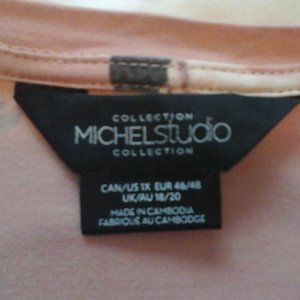 COLLECTION
MICHELstudio
COLLECTION
CAN/US 1X EUR 46/48
UK/AU 18/20
MADE IN CAMBODIA
FABRIQUÉ AU CAMBODGE